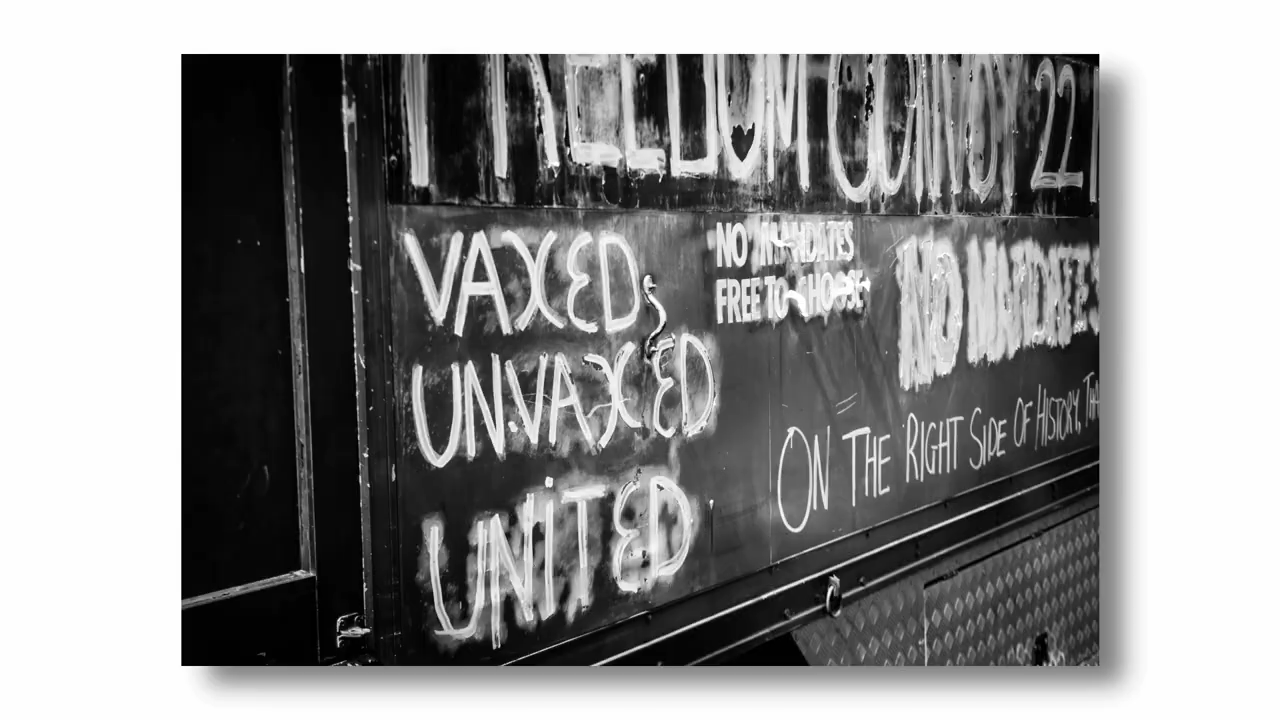 FREEDOM CONVOY 22
VAXED
UNVAXED
UNITED
NO MANDATES
FREE TO CHOOSE
NO MANDATES
ON THE RIGHT SIDE OF HISTORY,